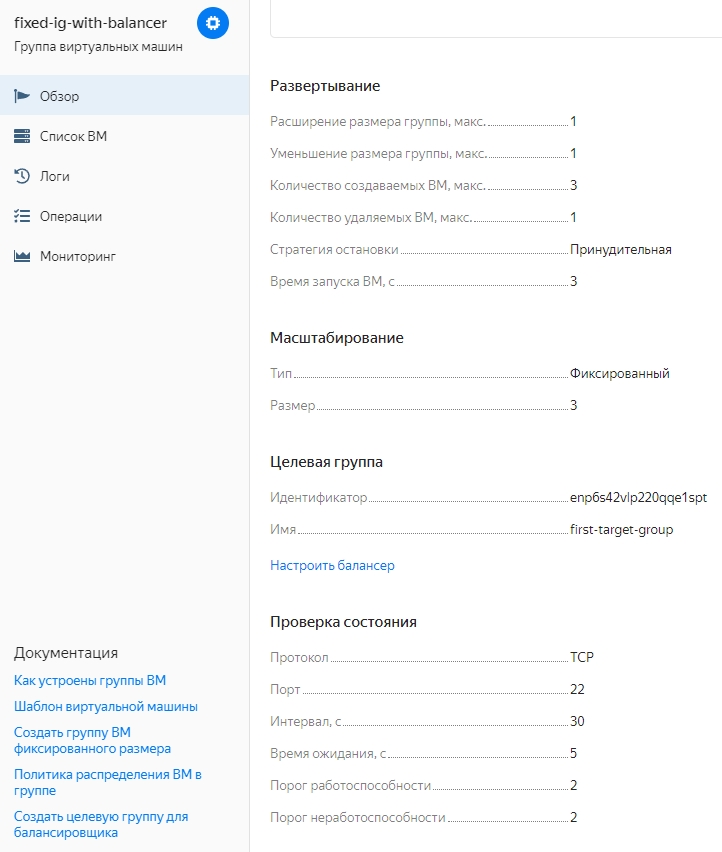 fixed-ig-with-balancer
Группа виртуальных машин
Обзор
Список ВМ
Логи
Операции
Мониторинг
Документация
Как устроены группы ВМ
Шаблон виртуальной машины
Создать группу ВМ
фиксированного размера
Политика распределения ВМ в
группе
Создать целевую группу для
балансировщика
Развертывание
Расширение размера группы, макс. 1
Уменьшение размера группы, макс. 1
Количество создаваемых ВМ, макс. 3
Количество удаляемых ВМ, макс. 1
Стратегия остановки Принудительная
Время запуска ВМ, с 3
Масштабирование
Тип Фиксированный
Размер 3
Целевая группа
Идентификатор enp6s42vlp220qqe1spt
Имя first-target-group
Настроить балансер
Проверка состояния
Протокол TCP
Порт 22
Интервал, с 30
Время ожидания, с 5
Порог работоспособности 2
Порог неработоспособности 2